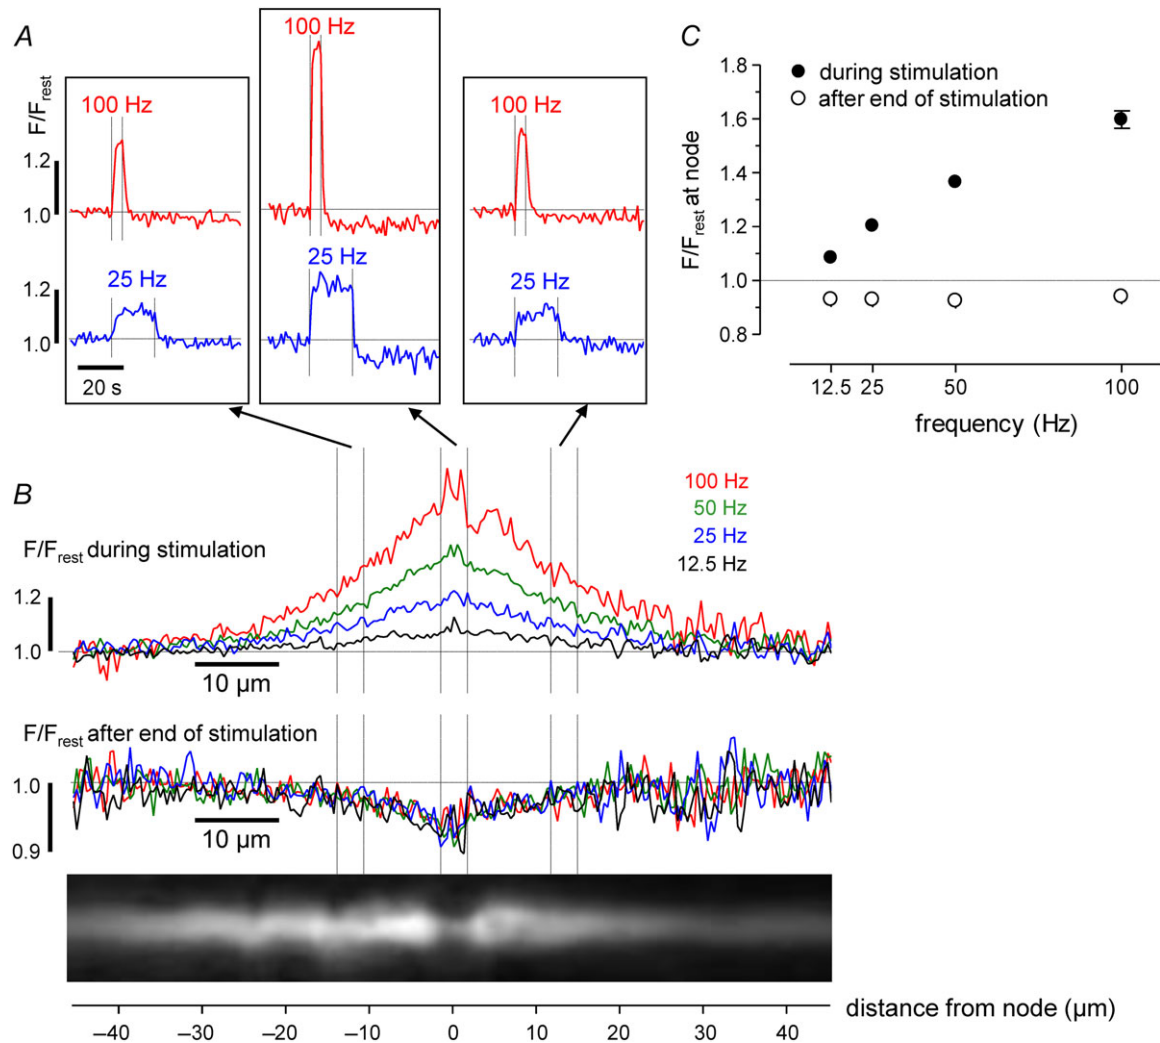 A
F/Frest
1.2
1.0
1.2
1.0
100 Hz
25 Hz
20 s
100 Hz
25 Hz
100 Hz
25 Hz
C
F/Frest at node
1.8
1.6
1.4
1.2
1.0
0.8
during stimulation
after end of stimulation
12.5 25 50 100
frequency (Hz)
B
100 Hz
50 Hz
25 Hz
12.5 Hz
F/Frest during stimulation
1.2
1.0
10 µm
F/Frest after end of stimulation
1.0
0.9
10 µm
–40 –30 –20 –10 0 10 20 30 40
distance from node (µm)